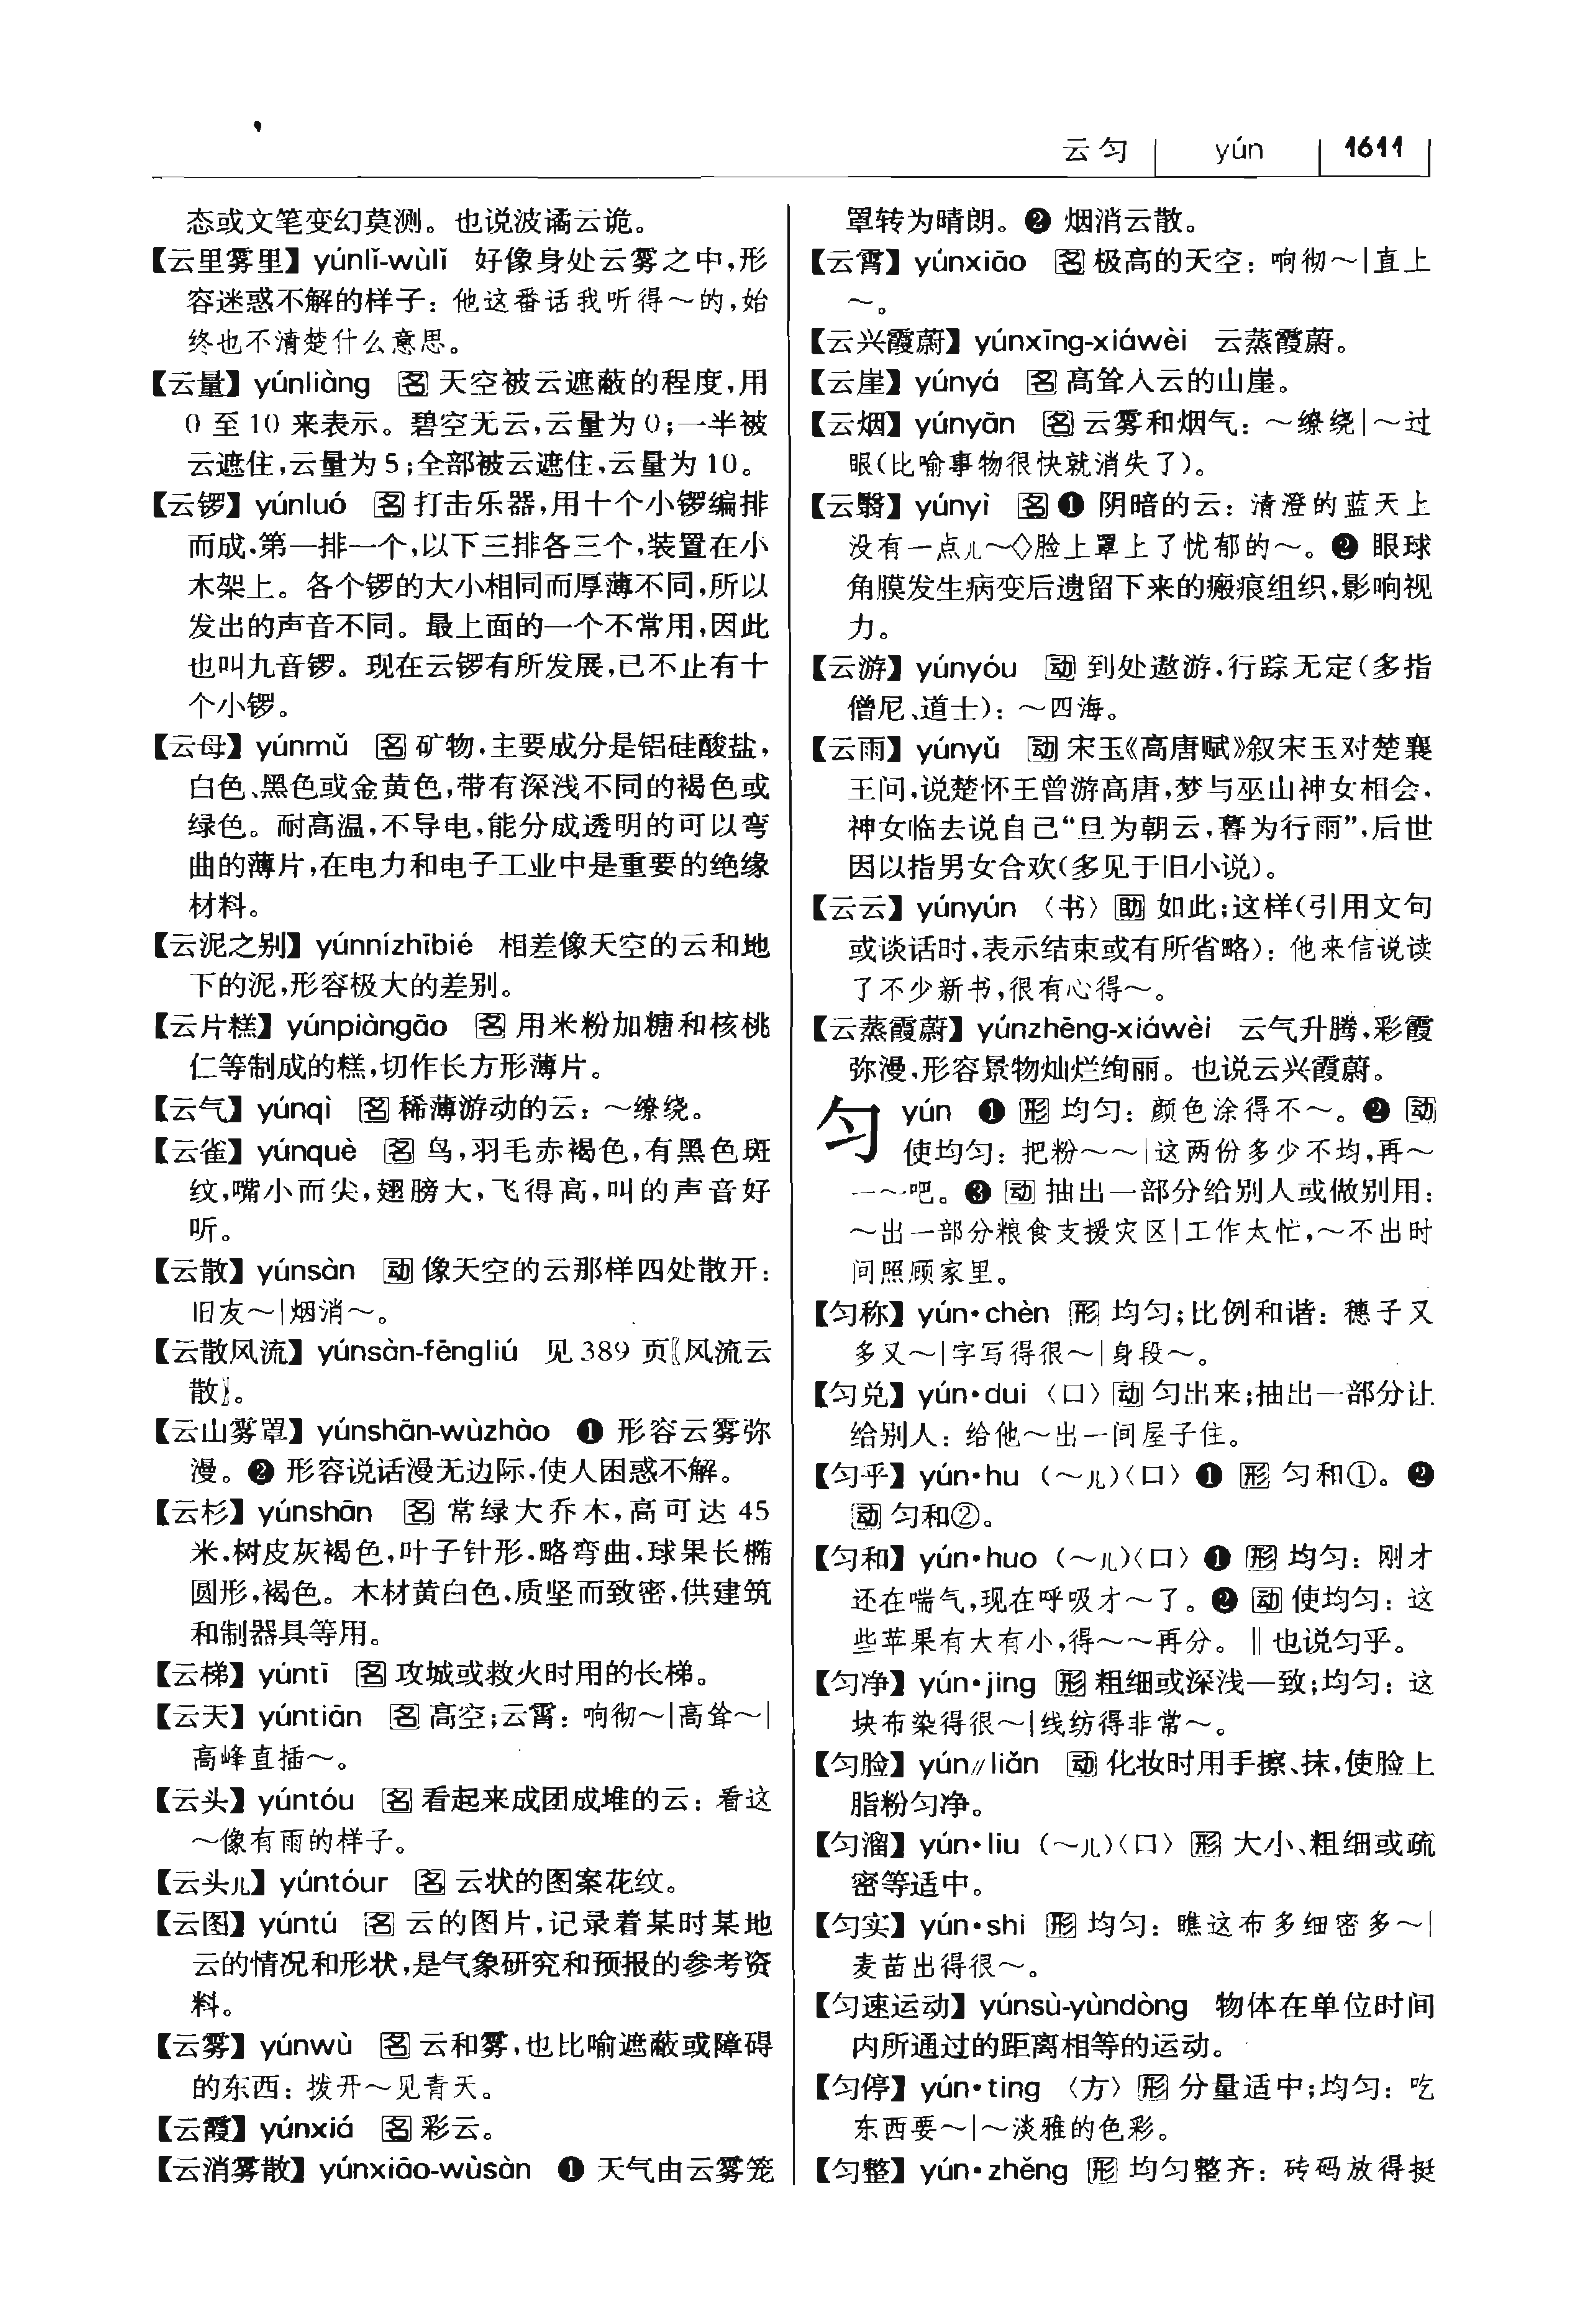 云 匀 yún 1611
态或文笔变幻莫测。也说波谲云诡。
【云里雾里】yúnlǐ-wùlǐ 好像身处云雾之中,形
容迷惑不解的样子：他这番话我听得～的,始
终也不清楚什么意思。
【云量】yúnliàng 名 天空被云遮蔽的程度,用
0 至 10 来表示。碧空无云,云量为 0;一半被
云遮住,云量为 5;全部被云遮住,云量为 10。
【云锣】yúnluó 名 打击乐器,用十个小锣编排
而成,第一排一个,以下三排各三个,装置在小
木架上。各个锣的大小相同而厚薄不同,所以
发出的声音不同。最上面的一个不常用,因此
也叫九音锣。现在云锣有所发展,已不止有十
个小锣。
【云母】yúnmǔ 名 矿物,主要成分是铝硅酸盐,
白色、黑色或金黄色,带有深浅不同的褐色或
绿色。耐高温,不导电,能分成透明的可以弯
曲的薄片,在电力和电子工业中是重要的绝缘
材料。
【云泥之别】yúnnízhībié 相差像天空的云和地
下的泥,形容极大的差别。
【云片糕】yúnpiàngāo 名 用米粉加糖和核桃
仁等制成的糕,切作长方形薄片。
【云气】yúnqì 名 稀薄游动的云：～缭绕。
【云雀】yúnquè 名 鸟,羽毛赤褐色,有黑色斑
纹,嘴小而尖,翅膀大,飞得高,叫的声音好
听。
【云散】yúnsàn 动 像天空的云那样四处散开：
旧友～|烟消～。
【云散风流】yúnsàn-fēngliú 见 389 页〖风流云
散〗。
【云山雾罩】yúnshān-wùzhào ❶ 形容云雾弥
漫。❷ 形容说话漫无边际,使人困惑不解。
【云杉】yúnshān 名 常绿大乔木,高可达 45
米,树皮灰褐色,叶子针形,略弯曲,球果长椭
圆形,褐色。木材黄白色,质坚而致密,供建筑
和制器具等用。
【云梯】yúntī 名 攻城或救火时用的长梯。
【云天】yúntiān 名 高空;云霄：响彻～|高耸～|
高峰直插～。
【云头】yúntóu 名 看起来成团成堆的云：看这
～像有雨的样子。
【云头儿】yúntóur 名 云状的图案花纹。
【云图】yúntú 名 云的图片,记录着某时某地
云的情况和形状,是气象研究和预报的参考资
料。
【云雾】yúnwù 名 云和雾,也比喻遮蔽或障碍
的东西：拨开～见青天。
【云霞】yúnxiá 名 彩云。
【云消雾散】yúnxiāo-wùsàn ❶ 天气由云雾笼
罩转为晴朗。❷ 烟消云散。
【云霄】yúnxiāo 名 极高的天空：响彻～|直上
～。
【云兴霞蔚】yúnxīng-xiáwèi 云蒸霞蔚。
【云崖】yúnyá 名 高耸入云的山崖。
【云烟】yúnyān 名 云雾和烟气：～缭绕|～过
眼(比喻事物很快就消失了)。
【云翳】yúnyì 名 ❶ 阴暗的云：清澄的蓝天上
没有一点儿～◇脸上罩上了忧郁的～。❷ 眼球
角膜发生病变后遗留下来的瘢痕组织,影响视
力。
【云游】yúnyóu 动 到处遨游,行踪无定(多指
僧尼、道士)：～四海。
【云雨】yúnyǔ 动 宋玉《高唐赋》叙宋玉对楚襄
王问,说楚怀王曾游高唐,梦与巫山神女相会,
神女临去说自己“旦为朝云,暮为行雨”,后世
因以指男女合欢(多见于旧小说)。
【云云】yúnyún 〈书〉助 如此;这样(引用文句
或谈话时,表示结束或有所省略)：他来信说读
了不少新书,很有心得～。
【云蒸霞蔚】yúnzhēng-xiáwèi 云气升腾,彩霞
弥漫,形容景物灿烂绚丽。也说云兴霞蔚。
匀 yún ❶ 形 均匀：颜色涂得不～。❷ 动
使均匀：把粉～～|这两份多少不均,再～
一～吧。❸ 动 抽出一部分给别人或做别用：
～出一部分粮食支援灾区|工作太忙,～不出时
间照顾家里。
【匀称】yún·chèn 形 均匀;比例和谐：穗子又
多又～|字写得很～|身段～。
【匀兑】yún·dui 〈口〉动 匀出来;抽出一部分让
给别人：给他～出一间屋子住。
【匀乎】yún·hu (～儿)〈口〉❶ 形 匀和①。❷
动 匀和②。
【匀和】yún·huo (～儿)〈口〉❶ 形 均匀：刚才
还在喘气,现在呼吸才～了。❷ 动 使均匀：这
些苹果有大有小,得～～再分。‖也说匀乎。
【匀净】yún·jing 形 粗细或深浅一致;均匀：这
块布染得很～|线纺得非常～。
【匀脸】yún∥liǎn 动 化妆时用手擦、抹,使脸上
脂粉匀净。
【匀溜】yún·liu (～儿)〈口〉形 大小、粗细或疏
密等适中。
【匀实】yún·shi 形 均匀：瞧这布多细密多～|
麦苗出得很～。
【匀速运动】yúnsù-yùndòng 物体在单位时间
内所通过的距离相等的运动。
【匀停】yún·ting 〈方〉形 分量适中;均匀：吃
东西要～|～淡雅的色彩。
【匀整】yún·zhěng 形 均匀整齐：砖码放得挺